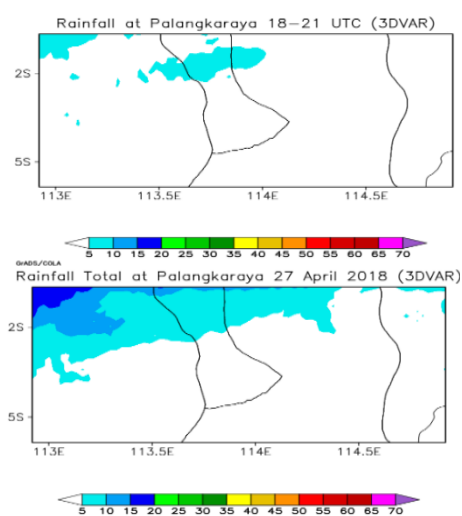 Rainfall at Palangkaraya 18−21 UTC (3DVAR)
2S
5S
113E 113.5E 114E 114.5E
5 10 15 20 25 30 35 40 45 50 55 60 65 70
GrADS/COLA
Rainfall Total at Palangkaraya 27 April 2018 (3DVAR)
2S
5S
113E 113.5E 114E 114.5E
5 10 15 20 25 30 35 40 45 50 55 60 65 70